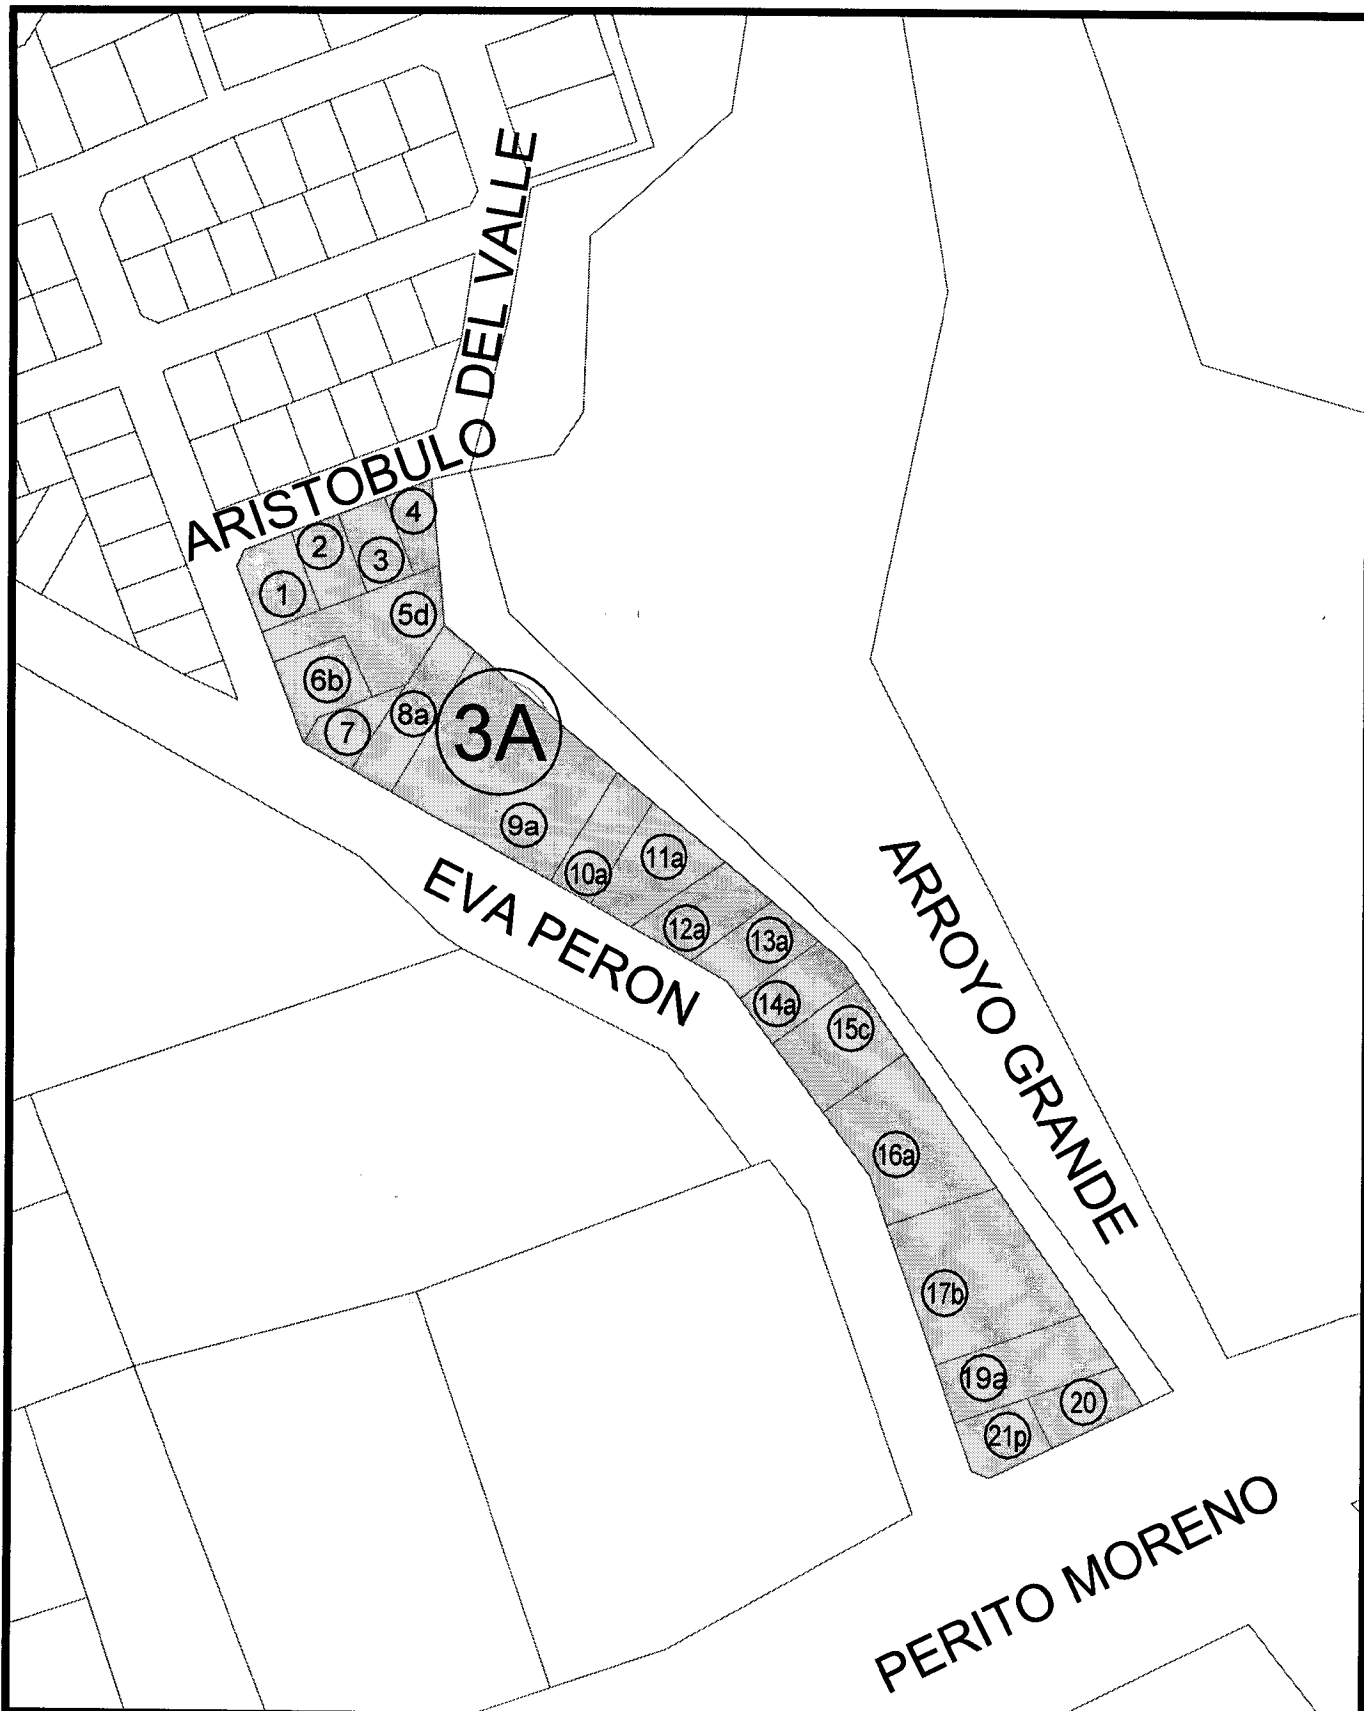 ARISTOBULO DEL VALLE
4
2
3
1
5d
6b
8a
7
3A
9a
11a
10a
12a
13a
14a
15c
16a
17b
19a
20
21p
EVA PERON
ARROYO GRANDE
PERITO MORENO